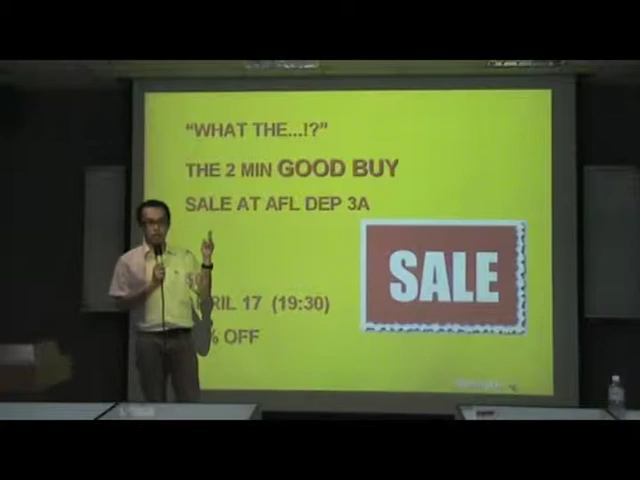 “WHAT THE...!?”
THE 2 MIN GOOD BUY
SALE AT AFL DEP 3A
SALE
RIL 17 (19:30)
% OFF